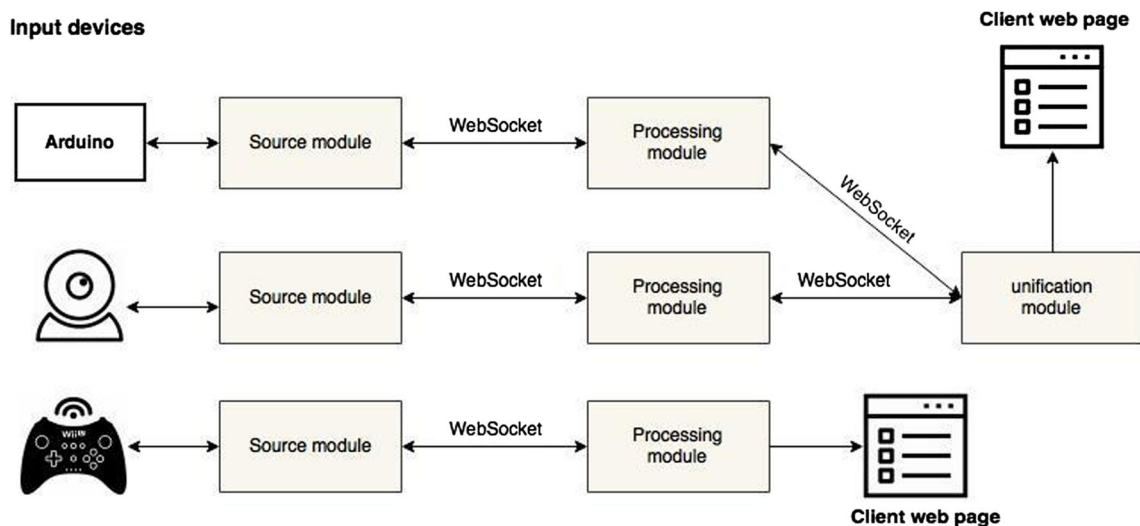 Input devices
Client web page
Arduino
Source module
WebSocket
Processing
module
WebSocket
Source module
WebSocket
Processing
module
WebSocket
unification
module
WiiU
Source module
WebSocket
Processing
module
Client web page